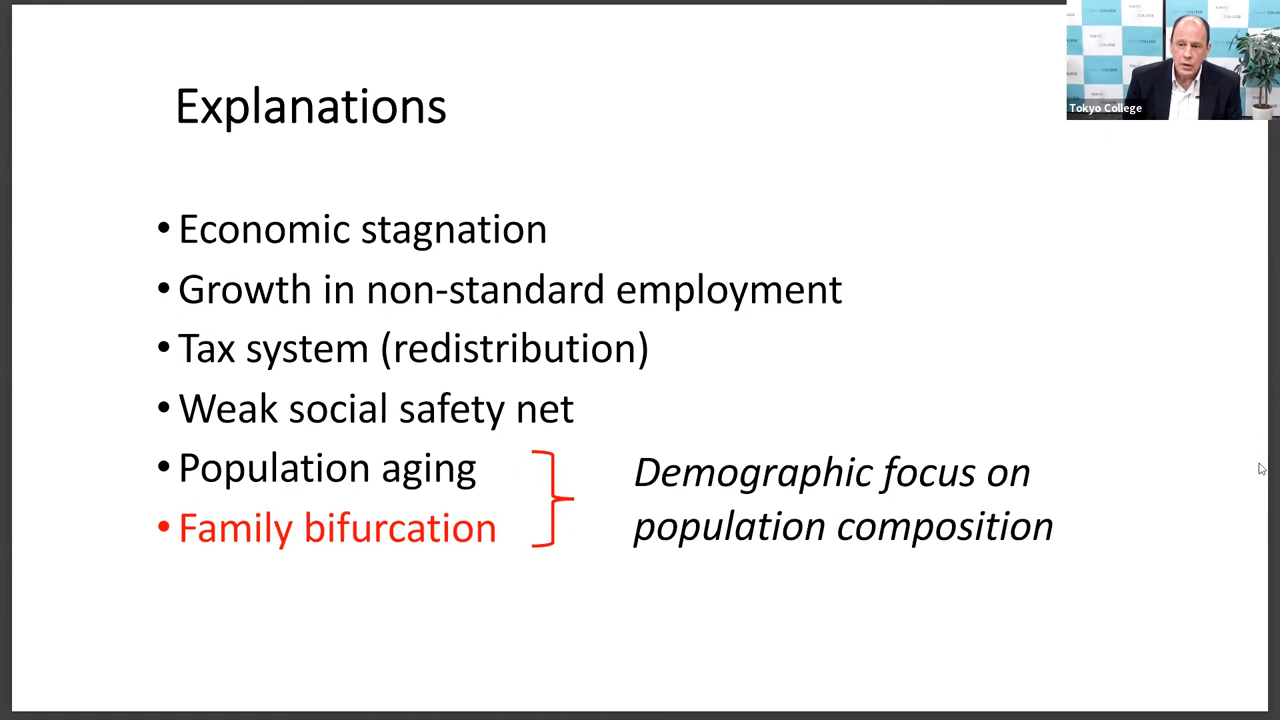 Explanations
• Economic stagnation
• Growth in non-standard employment
• Tax system (redistribution)
• Weak social safety net
• Population aging
• Family bifurcation
Demographic focus on
population composition
Tokyo College